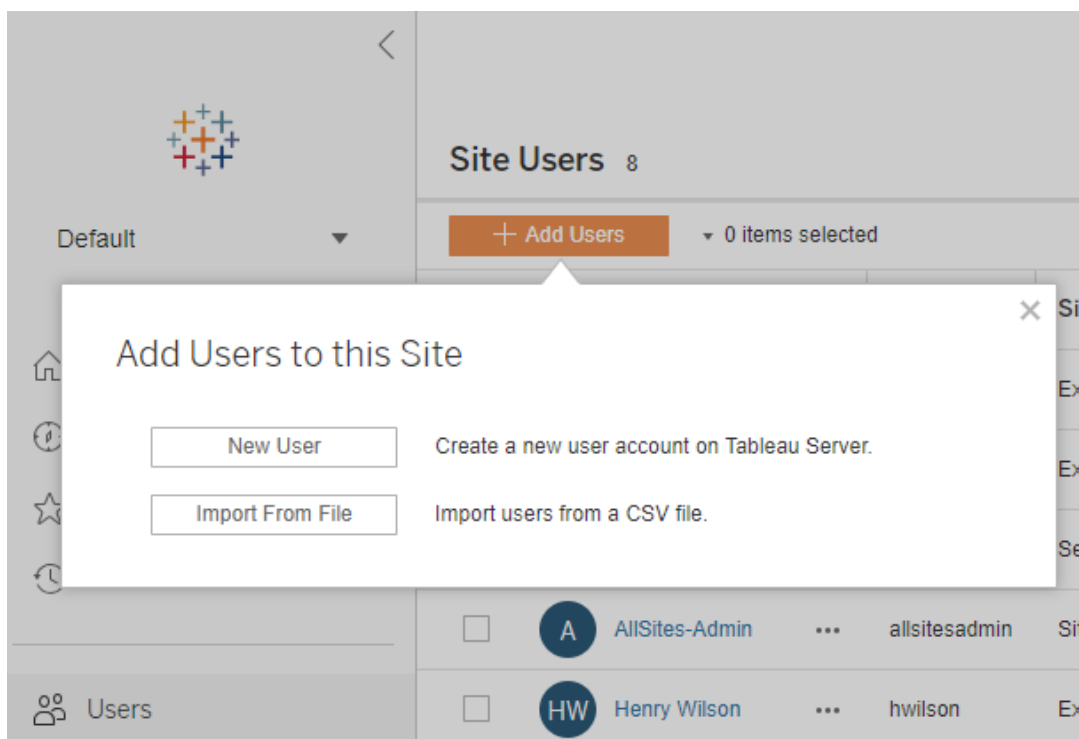 Site Users 8
Default
+ Add Users
0 items selected
Add Users to this Site
New User
Create a new user account on Tableau Server.
Import From File
Import users from a CSV file.
AllSites-Admin
allsitesadmin
Henry Wilson
HW
hwilson
A
Users